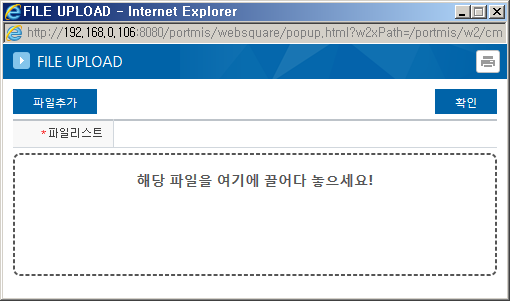 FILE UPLOAD - Internet Explorer
http://192.168.0.106:8080/portmis/websquare/popup.html?w2xPath=/portmis/w2/cm
FILE UPLOAD
파일추가
확인
*파일리스트
해당 파일을 여기에 끌어다 놓으세요!